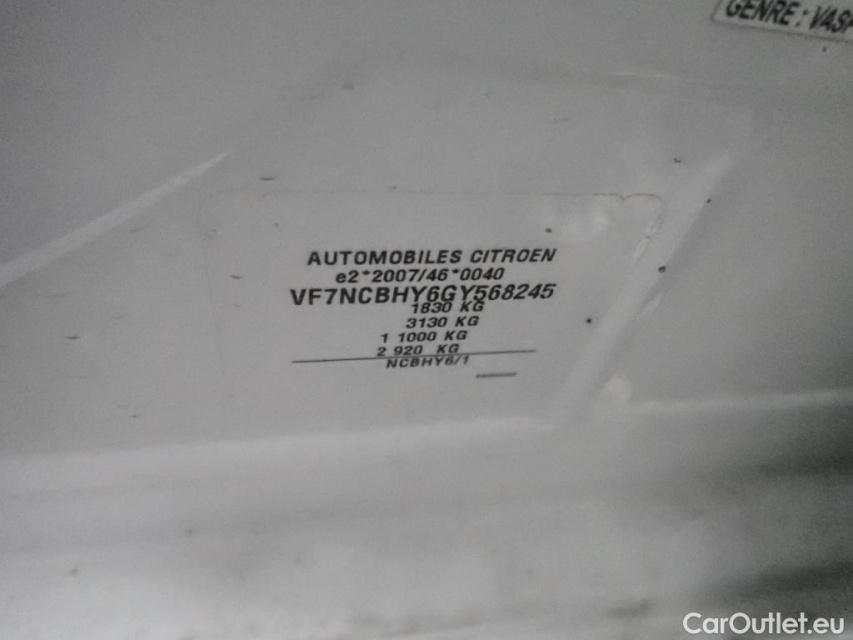 GENRE : VASP
AUTOMOBILES CITROEN
e2*2007/46*0040
VF7NCBHY6GY568245
1830 KG
3130 KG
1 1000 KG
2 920 KG
NCBHY6/1
CarOutlet.eu